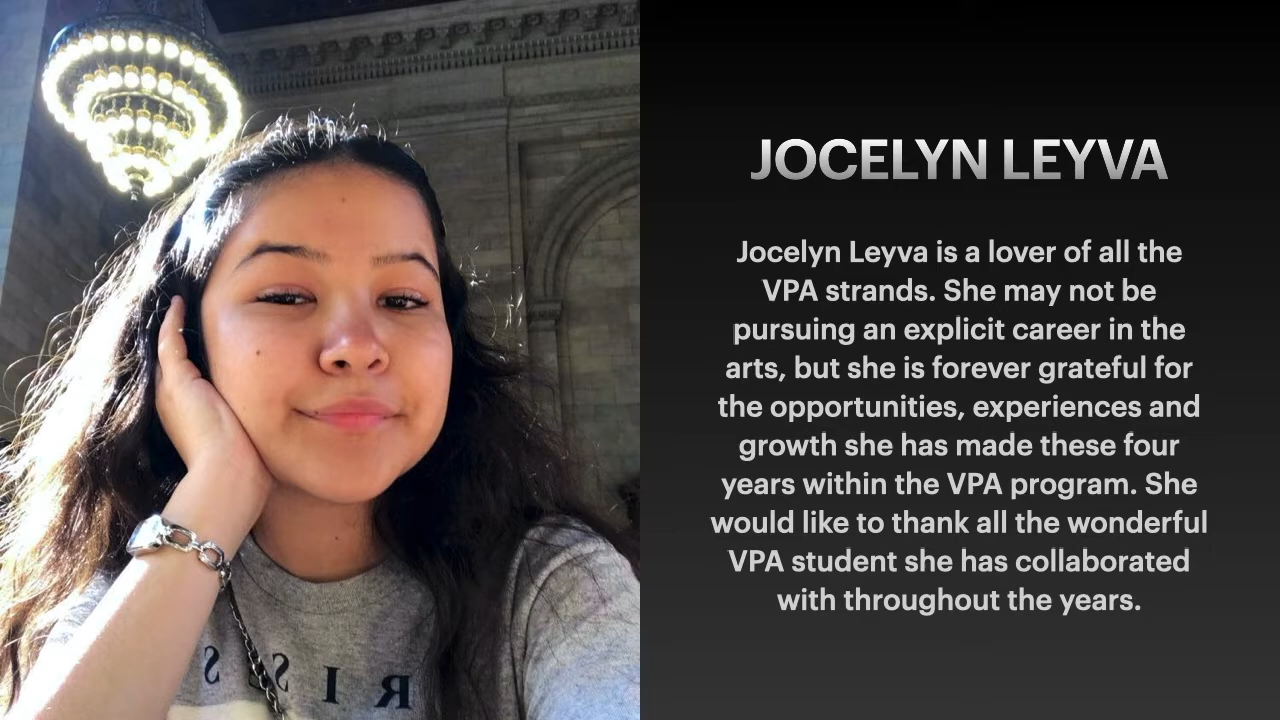 JOCELYN LEYVA
Jocelyn Leyva is a lover of all the
VPA strands. She may not be
pursuing an explicit career in the
arts, but she is forever grateful for
the opportunities, experiences and
growth she has made these four
years within the VPA program. She
would like to thank all the wonderful
VPA student she has collaborated
with throughout the years.